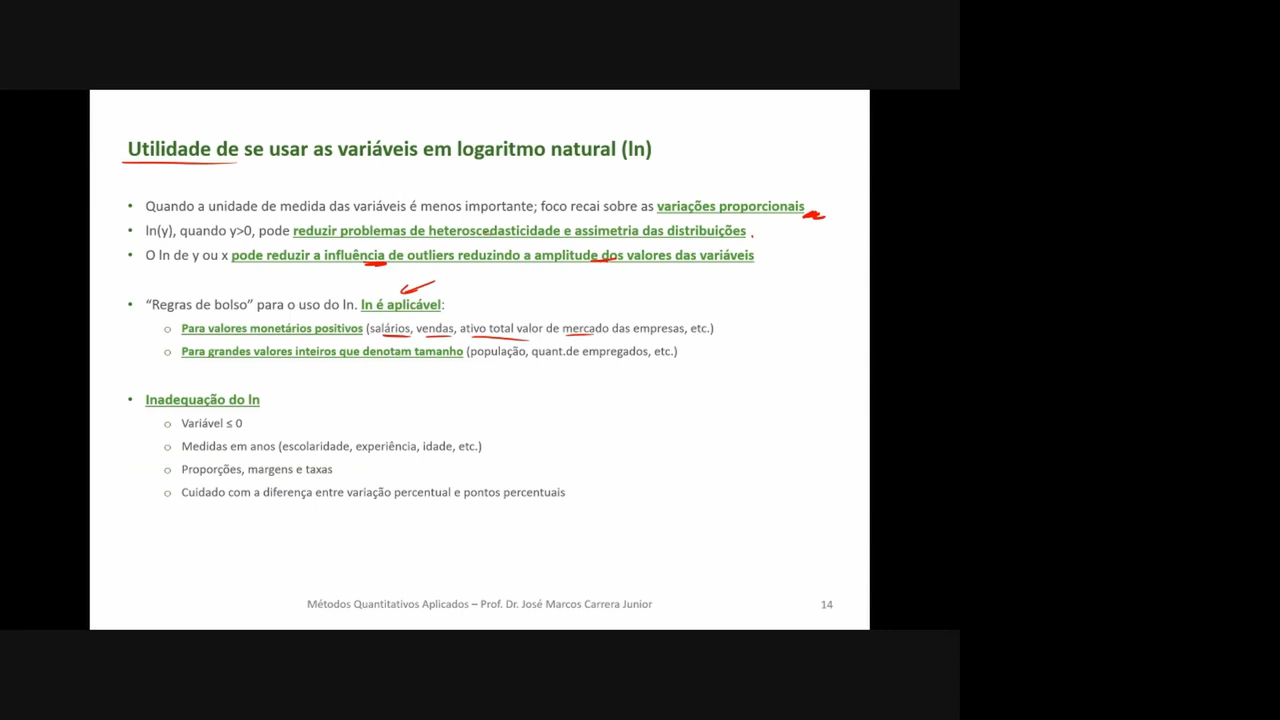 Utilidade de se usar as variáveis em logaritmo natural (ln)
• Quando a unidade de medida das variáveis é menos importante; foco recai sobre as variações proporcionais
• ln(y), quando y>0, pode reduzir problemas de heteroscedasticidade e assimetria das distribuições .
• O ln de y ou x pode reduzir a influência de outliers reduzindo a amplitude dos valores das variáveis
• “Regras de bolso” para o uso do ln. ln é aplicável:
o Para valores monetários positivos (salários, vendas, ativo total valor de mercado das empresas, etc.)
o Para grandes valores inteiros que denotam tamanho (população, quant.de empregados, etc.)
• Inadequação do ln
o Variável ≤ 0
o Medidas em anos (escolaridade, experiência, idade, etc.)
o Proporções, margens e taxas
o Cuidado com a diferença entre variação percentual e pontos percentuais
Métodos Quantitativos Aplicados – Prof. Dr. José Marcos Carrera Junior
14